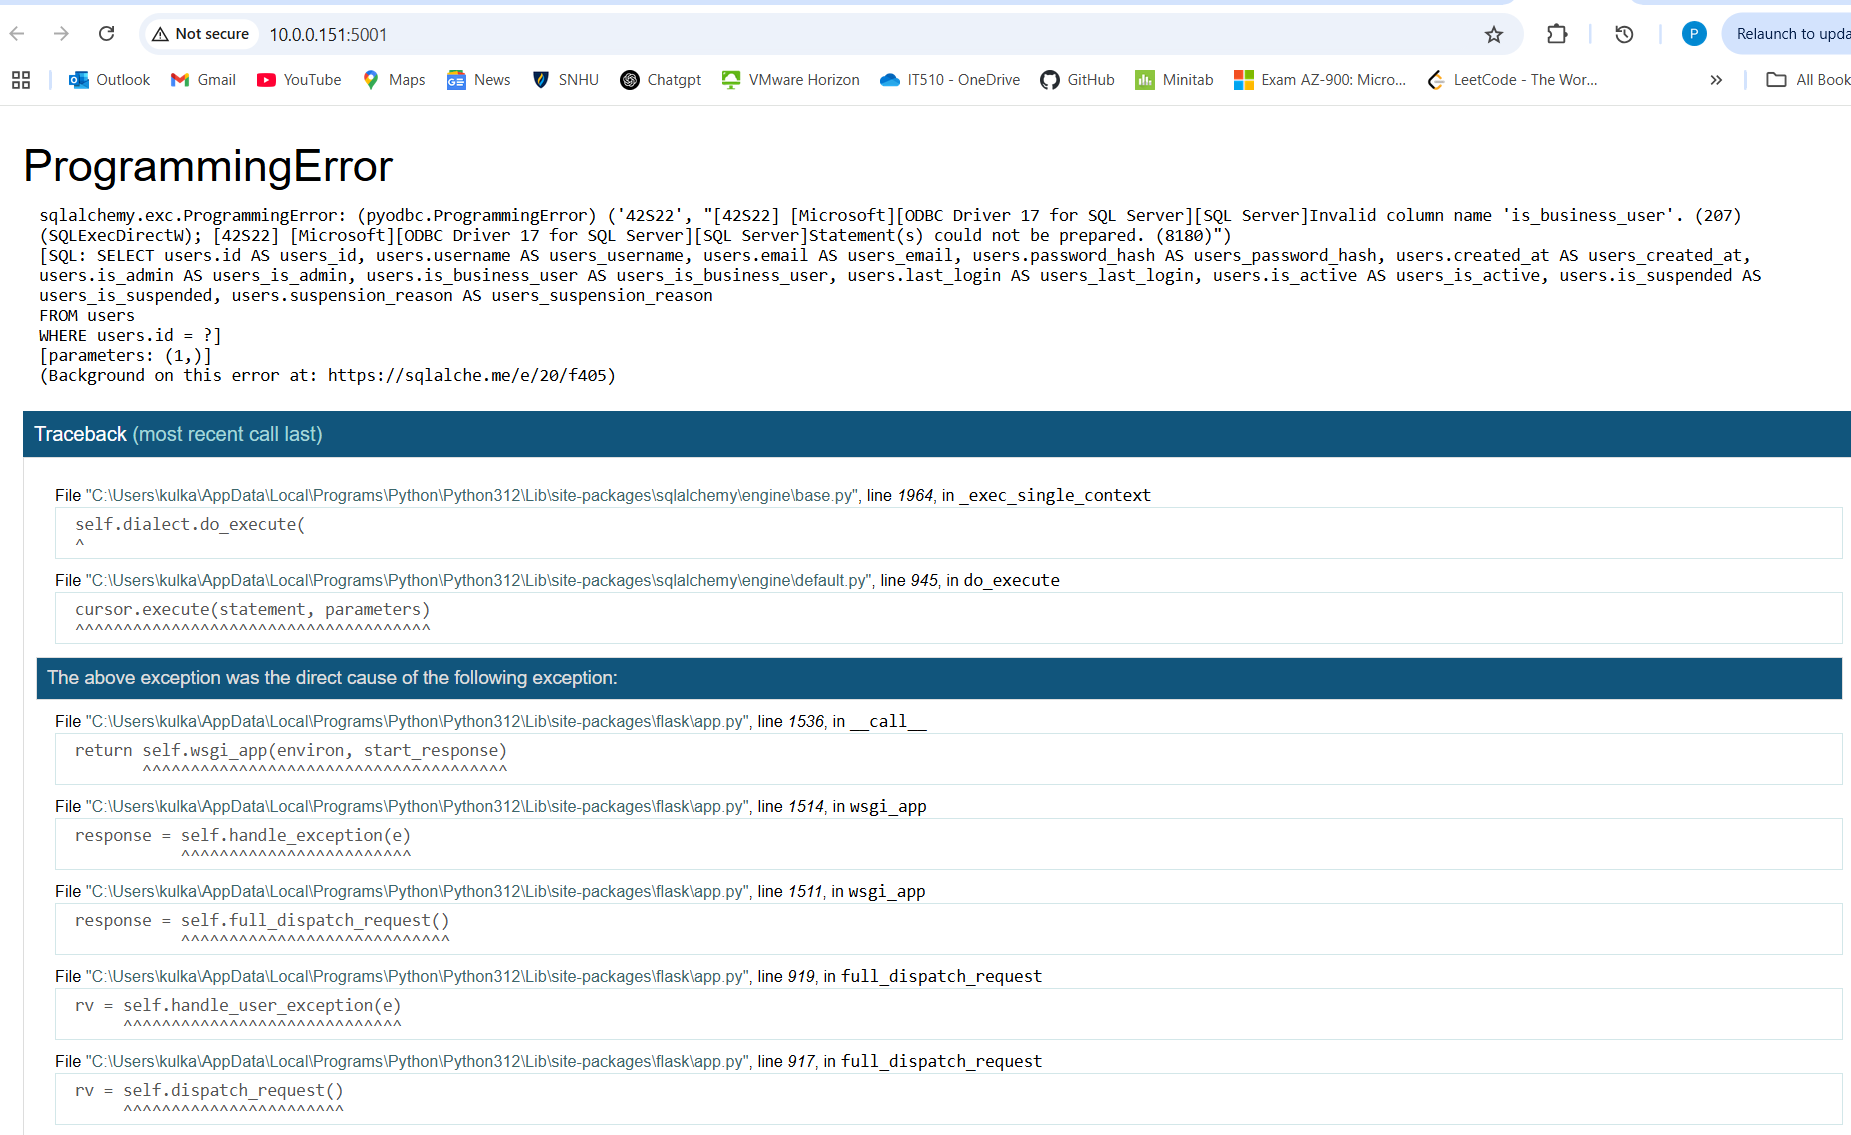 Not secure 10.0.0.151:5001 P Relaunch to upda
Outlook Gmail YouTube Maps News SNHU Chatgpt VMware Horizon IT510 - OneDrive GitHub Minitab Exam AZ-900: Micro... LeetCode - The Wor... » All Book
ProgrammingError
sqlalchemy.exc.ProgrammingError: (pyodbc.ProgrammingError) ('42S22', "[42S22] [Microsoft][ODBC Driver 17 for SQL Server][SQL Server]Invalid column name 'is_business_user'. (207)
(SQLExecDirectW); [42S22] [Microsoft][ODBC Driver 17 for SQL Server][SQL Server]Statement(s) could not be prepared. (8180)")
[SQL: SELECT users.id AS users_id, users.username AS users_username, users.email AS users_email, users.password_hash AS users_password_hash, users.created_at AS users_created_at,
users.is_admin AS users_is_admin, users.is_business_user AS users_is_business_user, users.last_login AS users_last_login, users.is_active AS users_is_active, users.is_suspended AS
users_is_suspended, users.suspension_reason AS users_suspension_reason
FROM users
WHERE users.id = ?]
[parameters: (1,)]
(Background on this error at: https://sqlalche.me/e/20/f405)
Traceback (most recent call last)
File "C:\Users\kulka\AppData\Local\Programs\Python\Python312\Lib\site-packages\sqlalchemy\engine\base.py", line 1964, in _exec_single_context
self.dialect.do_execute(
^
File "C:\Users\kulka\AppData\Local\Programs\Python\Python312\Lib\site-packages\sqlalchemy\engine\default.py", line 945, in do_execute
cursor.execute(statement, parameters)
^^^^^^^^^^^^^^^^^^^^^^^^^^^^^^^^^^^^^
The above exception was the direct cause of the following exception:
File "C:\Users\kulka\AppData\Local\Programs\Python\Python312\Lib\site-packages\flask\app.py", line 1536, in __call__
return self.wsgi_app(environ, start_response)
^^^^^^^^^^^^^^^^^^^^^^^^^^^^^^^^^^^^^^
File "C:\Users\kulka\AppData\Local\Programs\Python\Python312\Lib\site-packages\flask\app.py", line 1514, in wsgi_app
response = self.handle_exception(e)
^^^^^^^^^^^^^^^^^^^^^^^^
File "C:\Users\kulka\AppData\Local\Programs\Python\Python312\Lib\site-packages\flask\app.py", line 1511, in wsgi_app
response = self.full_dispatch_request()
^^^^^^^^^^^^^^^^^^^^^^^^^^^^
File "C:\Users\kulka\AppData\Local\Programs\Python\Python312\Lib\site-packages\flask\app.py", line 919, in full_dispatch_request
rv = self.handle_user_exception(e)
^^^^^^^^^^^^^^^^^^^^^^^^^^^^^
File "C:\Users\kulka\AppData\Local\Programs\Python\Python312\Lib\site-packages\flask\app.py", line 917, in full_dispatch_request
rv = self.dispatch_request()
^^^^^^^^^^^^^^^^^^^^^^^